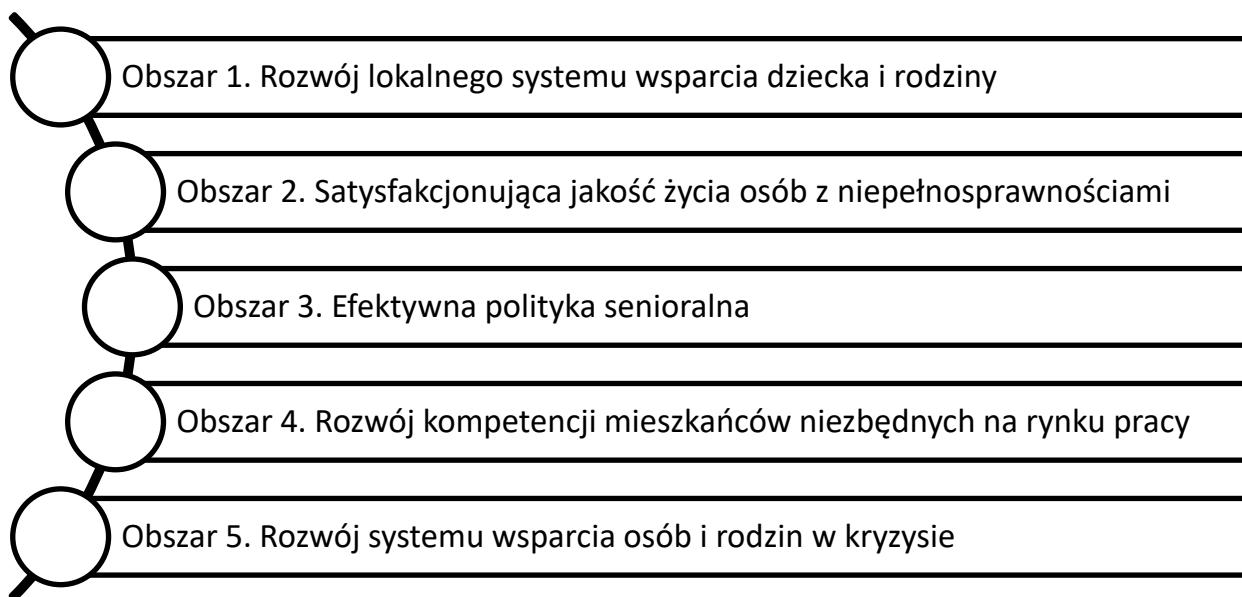 Obszar 1. Rozwój lokalnego systemu wsparcia dziecka i rodziny
Obszar 2. Satysfakcjonująca jakość życia osób z niepełnosprawnościami
Obszar 3. Efektywna polityka senioralna
Obszar 4. Rozwój kompetencji mieszkańców niezbędnych na rynku pracy
Obszar 5. Rozwój systemu wsparcia osób i rodzin w kryzysie